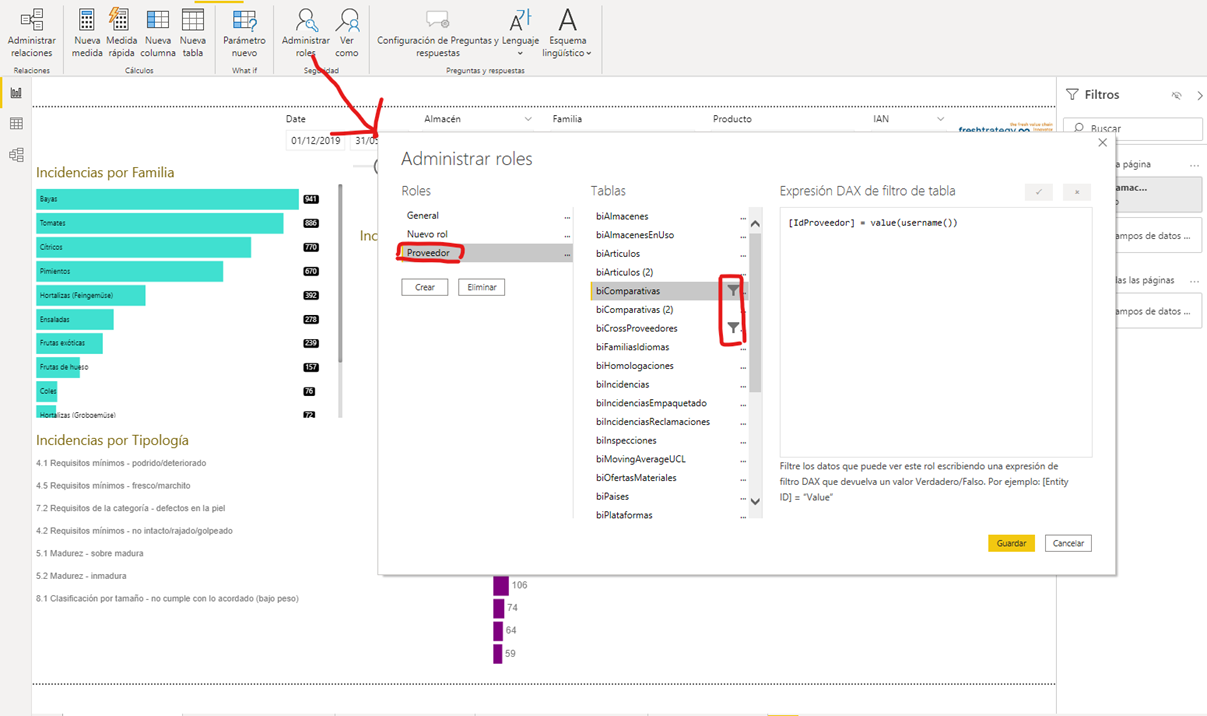 Administrar relaciones
Nueva medida
Medida rápida
Nueva columna
Nueva tabla
Parámetro nuevo
Administrar roles
Ver como
Configuración de Preguntas y respuestas
Lenguaje
Esquema lingüístico
Relaciones
Cálculos
What if
Seguridad
Preguntas y respuestas
Date
Almacén
Familia
Producto
IAN
01/12/2019
31/0
freshtrategy.
the fresh value chain
Filtros
Buscar
a página
amac...
ampos de datos ...
las las páginas
ampos de datos ...
Incidencias por Familia
Bayas 941
Tomates 886
Cítricos 770
Pimientos 670
Hortalizas (Feingemüse) 392
Ensaladas 278
Frutas exóticas 239
Frutas de hueso 157
Coles 76
Hortalizas (Groboemüse) 72
Inc
Incidencias por Tipología
4.1 Requisitos mínimos - podrido/deteriorado
4.5 Requisitos mínimos - fresco/marchito
7.2 Requisitos de la categoría - defectos en la piel
4.2 Requisitos mínimos - no intacto/rajado/golpeado
5.1 Madurez - sobre madura
5.2 Madurez - inmadura
8.1 Clasificación por tamaño - no cumple con lo acordado (bajo peso)
106
74
64
59
Administrar roles
Roles
General ...
Nuevo rol ...
Proveedor ...
Crear
Eliminar
Tablas
biAlmacenes ...
biAlmacenesEnUso ...
biArticulos ...
biArticulos (2) ...
biComparativas
biComparativas (2) ...
biCrossProveedores
biFamiliasIdiomas ...
biHomologaciones ...
biIncidencias ...
biIncidenciasEmpaquetado ...
biIncidenciasReclamaciones ...
biInspecciones ...
biMovingAverageUCL ...
biOfertasMateriales ...
biPaises ...
biPlataformas ...
Expresión DAX de filtro de tabla
[IdProveedor] = value(username())
Filtre los datos que puede ver este rol escribiendo una expresión de
filtro DAX que devuelva un valor Verdadero/Falso. Por ejemplo: [Entity
ID] = "Value"
Guardar
Cancelar